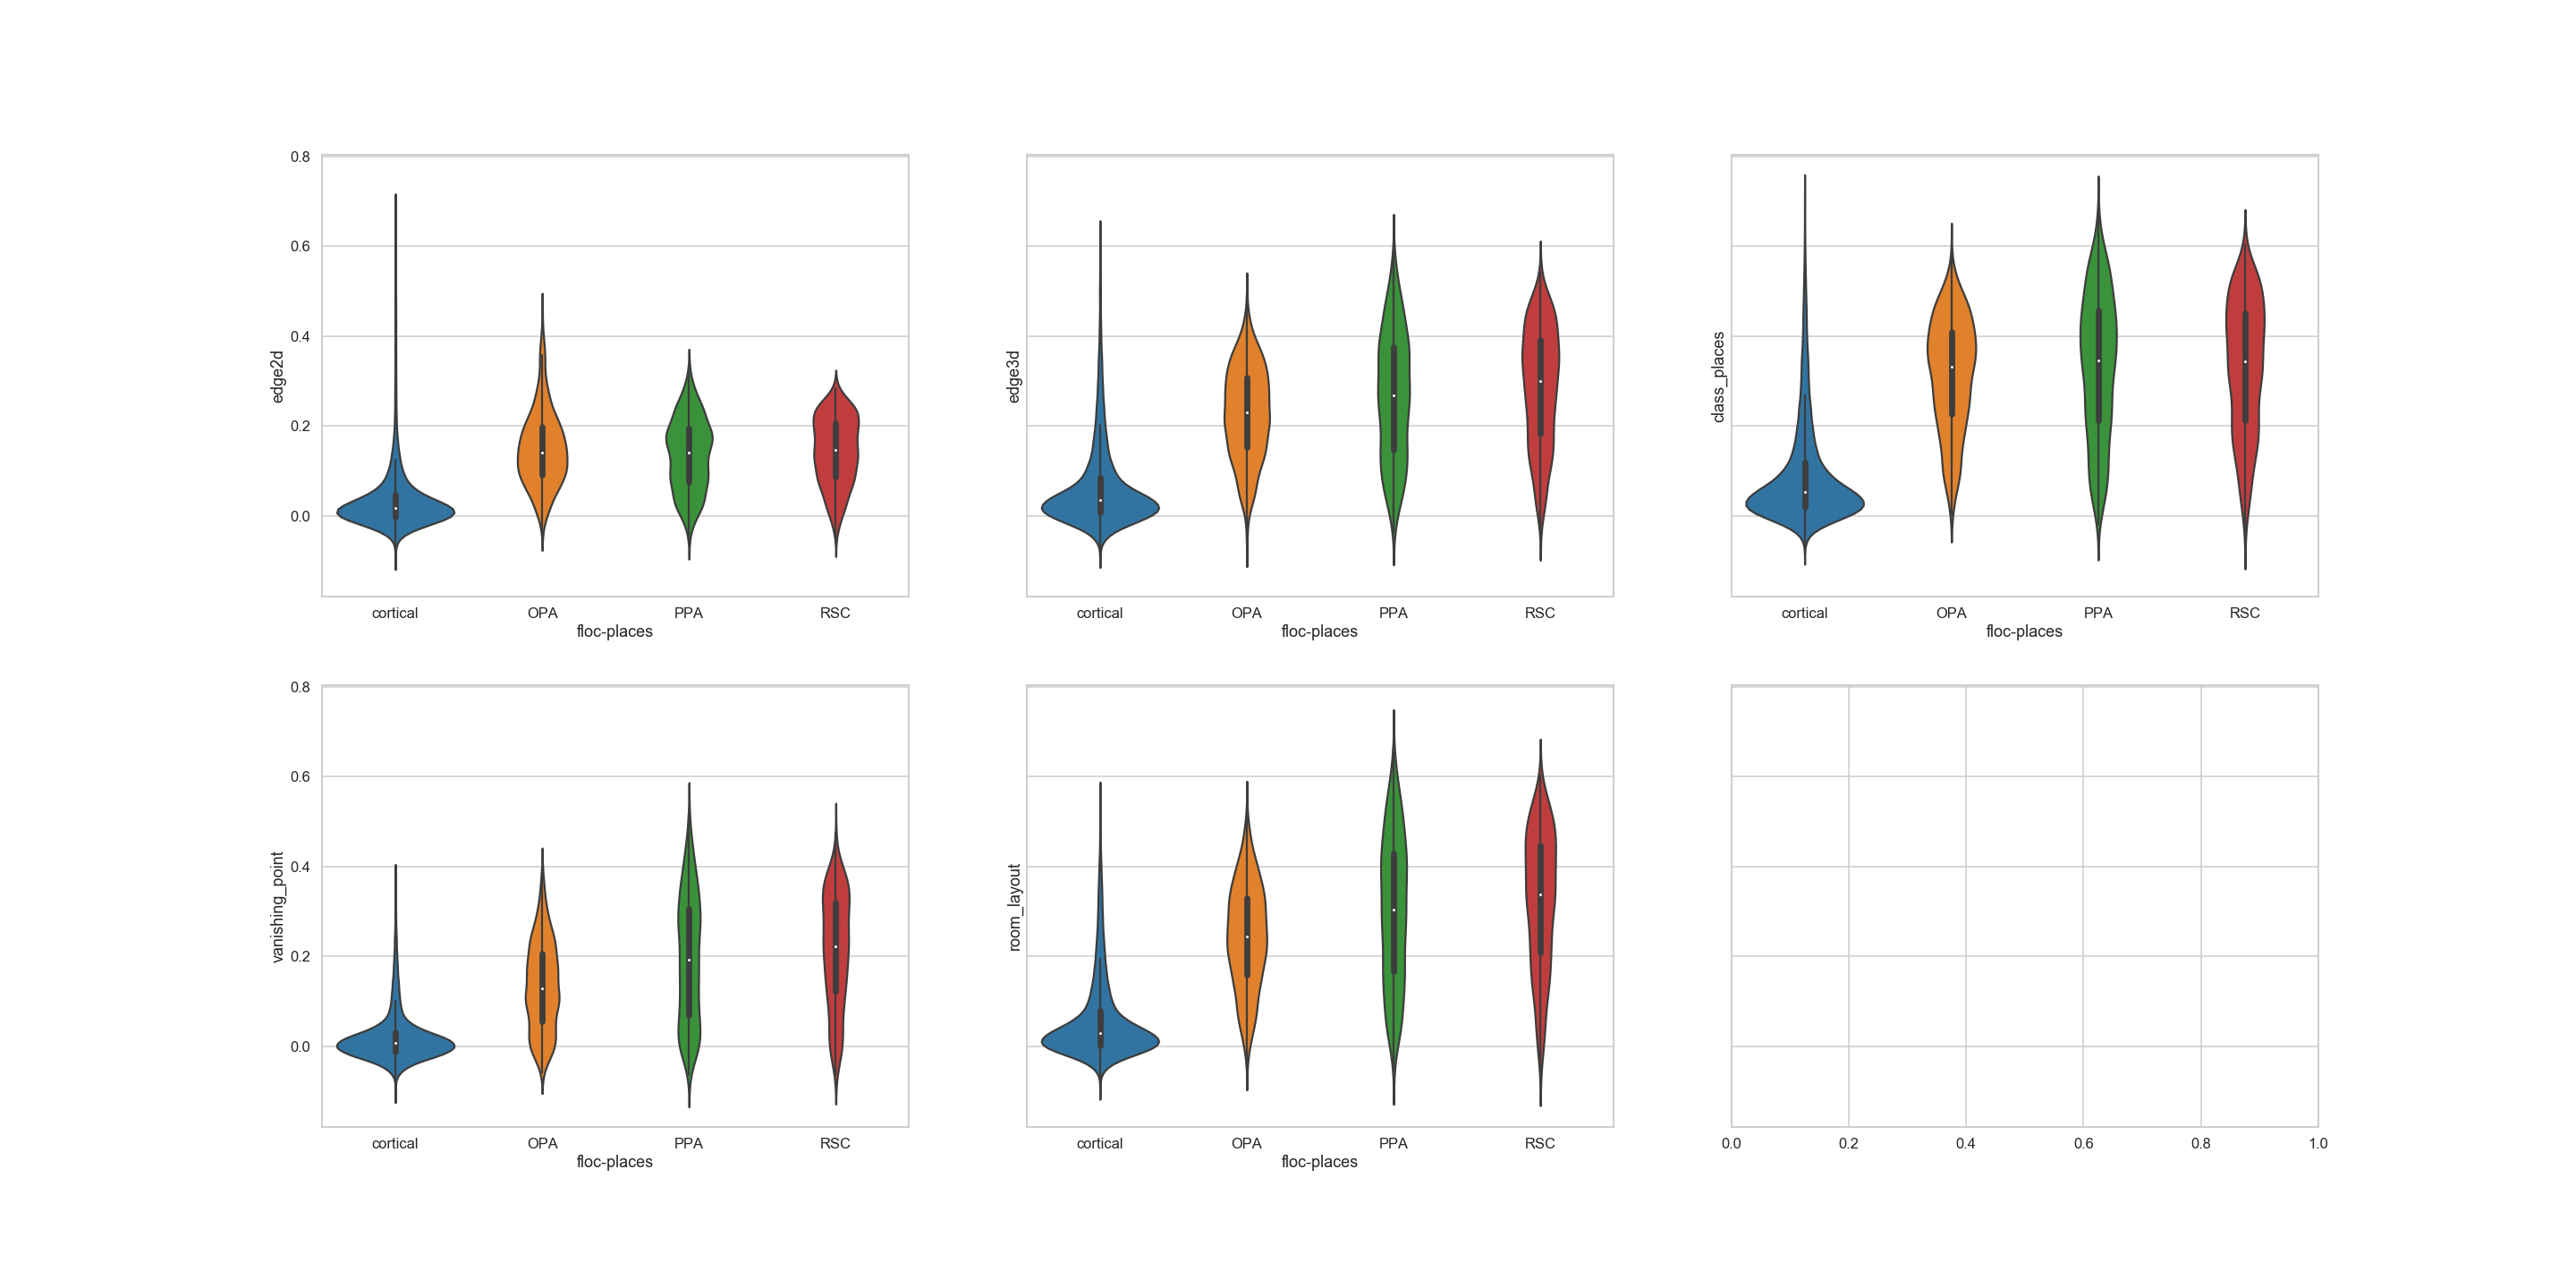 0.8
0.6
0.4
0.2
0.0
edge2d
cortical OPA PPA RSC
floc-places
edge3d
cortical OPA PPA RSC
floc-places
class_places
cortical OPA PPA RSC
floc-places
0.8
0.6
0.4
0.2
0.0
vanishing_point
cortical OPA PPA RSC
floc-places
room_layout
cortical OPA PPA RSC
floc-places
0.0 0.2 0.4 0.6 0.8 1.0